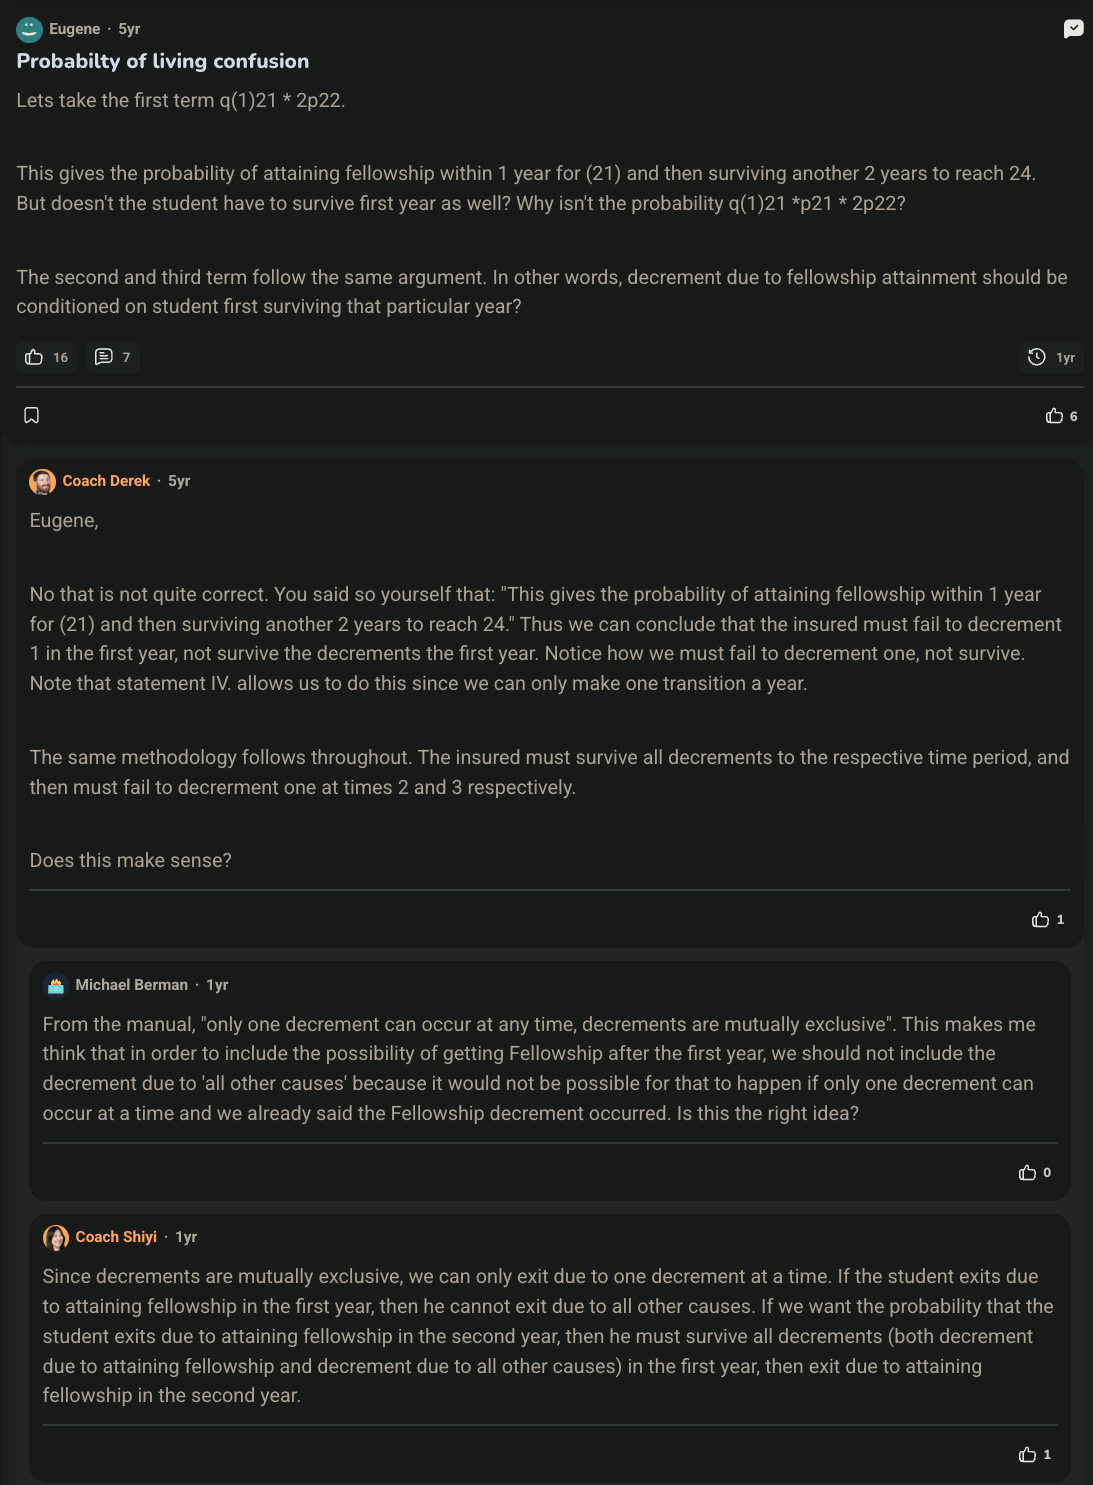 Eugene · 5yr
Probabilty of living confusion
Lets take the first term q(1)21 * 2p22.
This gives the probability of attaining fellowship within 1 year for (21) and then surviving another 2 years to reach 24.
But doesn't the student have to survive first year as well? Why isn't the probability q(1)21 *p21 * 2p22?
The second and third term follow the same argument. In other words, decrement due to fellowship attainment should be
conditioned on student first surviving that particular year?
16 7 1yr
6
Coach Derek · 5yr
Eugene,
No that is not quite correct. You said so yourself that: "This gives the probability of attaining fellowship within 1 year
for (21) and then surviving another 2 years to reach 24." Thus we can conclude that the insured must fail to decrement
1 in the first year, not survive the decrements the first year. Notice how we must fail to decrement one, not survive.
Note that statement IV. allows us to do this since we can only make one transition a year.
The same methodology follows throughout. The insured must survive all decrements to the respective time period, and
then must fail to decrerment one at times 2 and 3 respectively.
Does this make sense?
1
Michael Berman · 1yr
From the manual, "only one decrement can occur at any time, decrements are mutually exclusive". This makes me
think that in order to include the possibility of getting Fellowship after the first year, we should not include the
decrement due to 'all other causes' because it would not be possible for that to happen if only one decrement can
occur at a time and we already said the Fellowship decrement occurred. Is this the right idea?
0
Coach Shiyi · 1yr
Since decrements are mutually exclusive, we can only exit due to one decrement at a time. If the student exits due
to attaining fellowship in the first year, then he cannot exit due to all other causes. If we want the probability that the
student exits due to attaining fellowship in the second year, then he must survive all decrements (both decrement
due to attaining fellowship and decrement due to all other causes) in the first year, then exit due to attaining
fellowship in the second year.
1